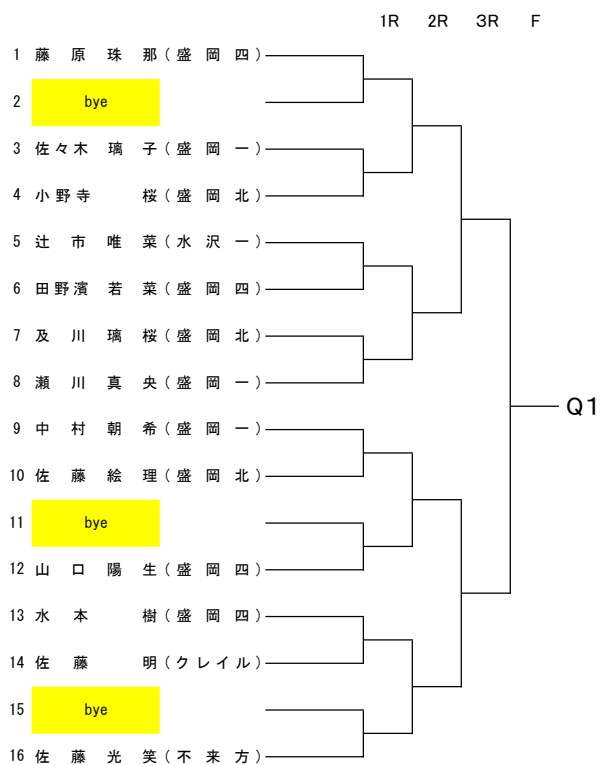 1R 2R 3R F
1 藤原珠那(盛岡四)
2 bye
3 佐々木璃子(盛岡一)
4 小野寺桜(盛岡北)
5 辻市唯菜(水沢一)
6 田野濱若菜(盛岡四)
7 及川璃桜(盛岡北)
8 瀬川真央(盛岡一)
Q1
9 中村朝希(盛岡一)
10 佐藤絵理(盛岡北)
11 bye
12 山口陽生(盛岡四)
13 水本樹(盛岡四)
14 佐藤明(クレイル)
15 bye
16 佐藤光笑(不来方)